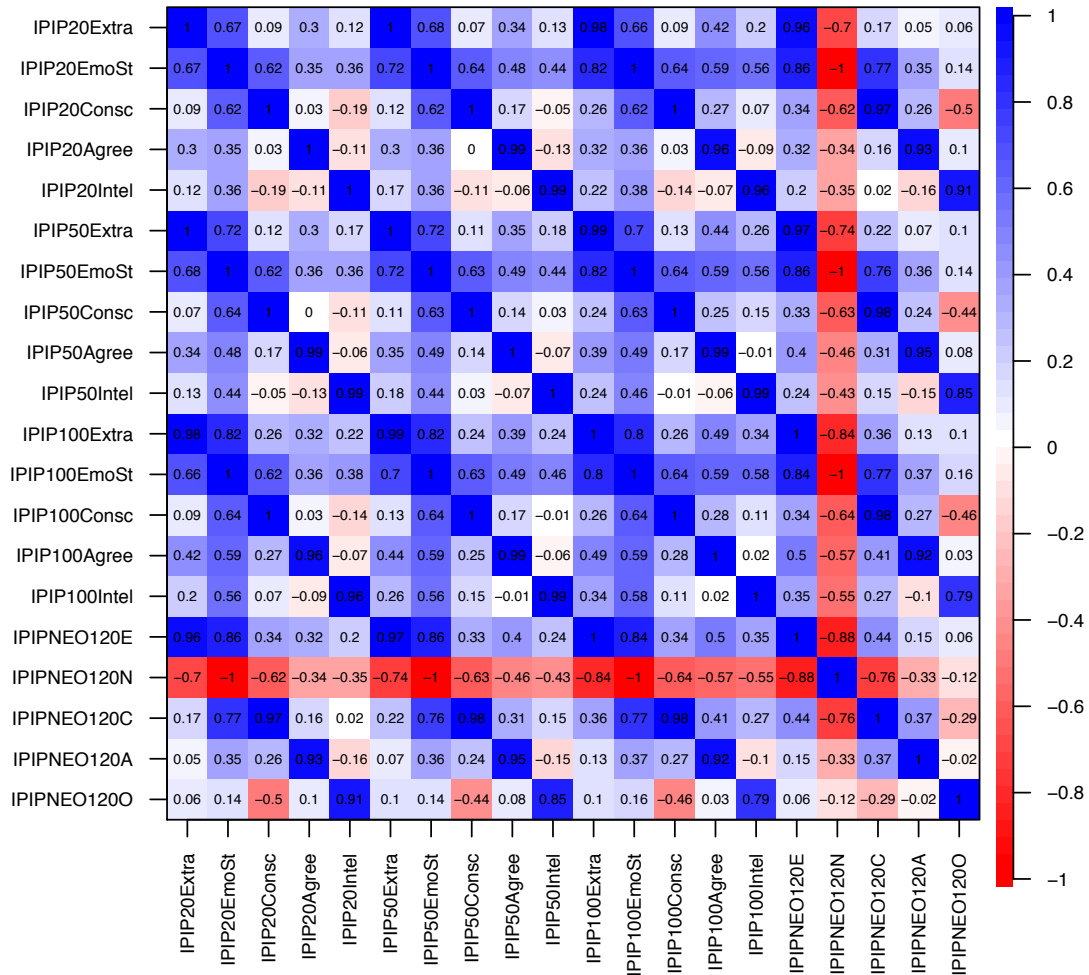 IPIP20Extra 1 0.67 0.09 0.3 0.12 1 0.68 0.07 0.34 0.13 0.98 0.66 0.09 0.42 0.2 0.96 −0.7 0.17 0.05 0.06 1
IPIP20EmoSt 0.67 1 0.62 0.35 0.36 0.72 1 0.64 0.48 0.44 0.82 1 0.64 0.59 0.56 0.86 −1 0.77 0.35 0.14 0.8
IPIP20Consc 0.09 0.62 1 0.03 −0.19 0.12 0.62 1 0.17 −0.05 0.26 0.62 1 0.27 0.07 0.34 −0.62 0.97 0.26 −0.5
IPIP20Agree 0.3 0.35 0.03 1 −0.11 0.3 0.36 0 0.99 −0.13 0.32 0.36 0.03 0.96 −0.09 0.32 −0.34 0.16 0.93 0.1 0.6
IPIP20Intel 0.12 0.36 −0.19 −0.11 1 0.17 0.36 −0.11 −0.06 0.99 0.22 0.38 −0.14 −0.07 0.96 0.2 −0.35 0.02 −0.16 0.91
IPIP50Extra 1 0.72 0.12 0.3 0.17 1 0.72 0.11 0.35 0.18 0.99 0.7 0.13 0.44 0.26 0.97 −0.74 0.22 0.07 0.1 0.4
IPIP50EmoSt 0.68 1 0.62 0.36 0.36 0.72 1 0.63 0.49 0.44 0.82 1 0.64 0.59 0.56 0.86 −1 0.76 0.36 0.14
IPIP50Consc 0.07 0.64 1 0 −0.11 0.11 0.63 1 0.14 0.03 0.24 0.63 1 0.25 0.15 0.33 −0.63 0.98 0.24 −0.44 0.2
IPIP50Agree 0.34 0.48 0.17 0.99 −0.06 0.35 0.49 0.14 1 −0.07 0.39 0.49 0.17 0.99 −0.01 0.4 −0.46 0.31 0.95 0.08
IPIP50Intel 0.13 0.44 −0.05 −0.13 0.99 0.18 0.44 0.03 −0.07 1 0.24 0.46 −0.01 −0.06 0.99 0.24 −0.43 0.15 −0.15 0.85
IPIP100Extra 0.98 0.82 0.26 0.32 0.22 0.99 0.82 0.24 0.39 0.24 1 0.8 0.26 0.49 0.34 1 −0.84 0.36 0.13 0.1 0
IPIP100EmoSt 0.66 1 0.62 0.36 0.38 0.7 1 0.63 0.49 0.46 0.8 1 0.64 0.59 0.58 0.84 −1 0.77 0.37 0.16
IPIP100Consc 0.09 0.64 1 0.03 −0.14 0.13 0.64 1 0.17 −0.01 0.26 0.64 1 0.28 0.11 0.34 −0.64 0.98 0.27 −0.46 −0.2
IPIP100Agree 0.42 0.59 0.27 0.96 −0.07 0.44 0.59 0.25 0.99 −0.06 0.49 0.59 0.28 1 0.02 0.5 −0.57 0.41 0.92 0.03
IPIP100Intel 0.2 0.56 0.07 −0.09 0.96 0.26 0.56 0.15 −0.01 0.99 0.34 0.58 0.11 0.02 1 0.35 −0.55 0.27 −0.1 0.79 −0.4
IPIPNEO120E 0.96 0.86 0.34 0.32 0.2 0.97 0.86 0.33 0.4 0.24 1 0.84 0.34 0.5 0.35 1 −0.88 0.44 0.15 0.06
IPIPNEO120N −0.7 −1 −0.62 −0.34 −0.35 −0.74 −1 −0.63 −0.46 −0.43 −0.84 −1 −0.64 −0.57 −0.55 −0.88 1 −0.76 −0.33 −0.12 −0.6
IPIPNEO120C 0.17 0.77 0.97 0.16 0.02 0.22 0.76 0.98 0.31 0.15 0.36 0.77 0.98 0.41 0.27 0.44 −0.76 1 0.37 −0.29
IPIPNEO120A 0.05 0.35 0.26 0.93 −0.16 0.07 0.36 0.24 0.95 −0.15 0.13 0.37 0.27 0.92 −0.1 0.15 −0.33 0.37 1 −0.02
IPIPNEO120O 0.06 0.14 −0.5 0.1 0.91 0.1 0.14 −0.44 0.08 0.85 0.1 0.16 −0.46 0.03 0.79 0.06 −0.12 −0.29 −0.02 1 −0.8
−1
IPIP20Extra
IPIP20EmoSt
IPIP20Consc
IPIP20Agree
IPIP20Intel
IPIP50Extra
IPIP50EmoSt
IPIP50Consc
IPIP50Agree
IPIP50Intel
IPIP100Extra
IPIP100EmoSt
IPIP100Consc
IPIP100Agree
IPIP100Intel
IPIPNEO120E
IPIPNEO120N
IPIPNEO120C
IPIPNEO120A
IPIPNEO120O